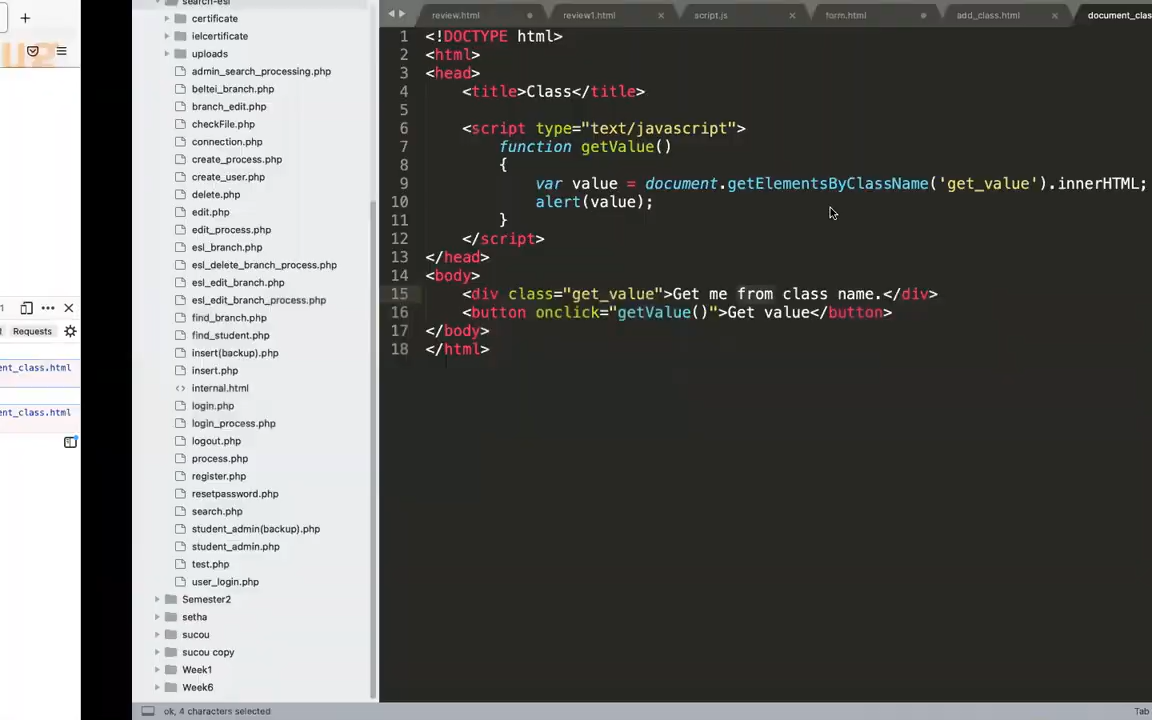 search-esl
certificate
ielcertificate
uploads
admin_search_processing.php
beltei_branch.php
branch_edit.php
checkFile.php
connection.php
create_process.php
create_user.php
delete.php
edit.php
edit_process.php
esl_branch.php
esl_delete_branch_process.php
esl_edit_branch.php
esl_edit_branch_process.php
find_branch.php
find_student.php
insert(backup).php
insert.php
internal.html
login.php
login_process.php
logout.php
process.php
register.php
resetpassword.php
search.php
student_admin(backup).php
student_admin.php
test.php
user_login.php
Semester2
setha
sucou
sucou copy
Week1
Week6
Requests
ent_class.html
ent_class.html
review.html
review1.html
script.js
form.html
add_class.html
document_clas
1 <!DOCTYPE html>
2 <html>
3 <head>
4 <title>Class</title>
5
6 <script type="text/javascript">
7 function getValue()
8 {
9 var value = document.getElementsByClassName('get_value').innerHTML;
10 alert(value);
11 }
12 </script>
13 </head>
14 <body>
15 <div class="get_value">Get me from class name.</div>
16 <button onclick="getValue()">Get value</button>
17 </body>
18 </html>
ok, 4 characters selected
Tab